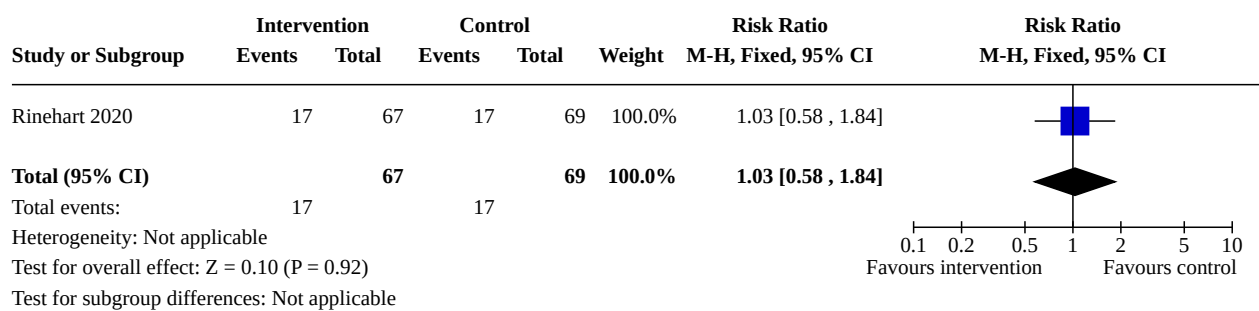 Intervention Control Risk Ratio Risk Ratio
Study or Subgroup Events Total Events Total Weight M-H, Fixed, 95% CI M-H, Fixed, 95% CI
Rinehart 2020 17 67 17 69 100.0% 1.03 [0.58 , 1.84]
Total (95% CI) 67 69 100.0% 1.03 [0.58 , 1.84]
Total events: 17 17
Heterogeneity: Not applicable
0.1 0.2 0.5 1 2 5 10
Test for overall effect: Z = 0.10 (P = 0.92)
Favours intervention Favours control
Test for subgroup differences: Not applicable